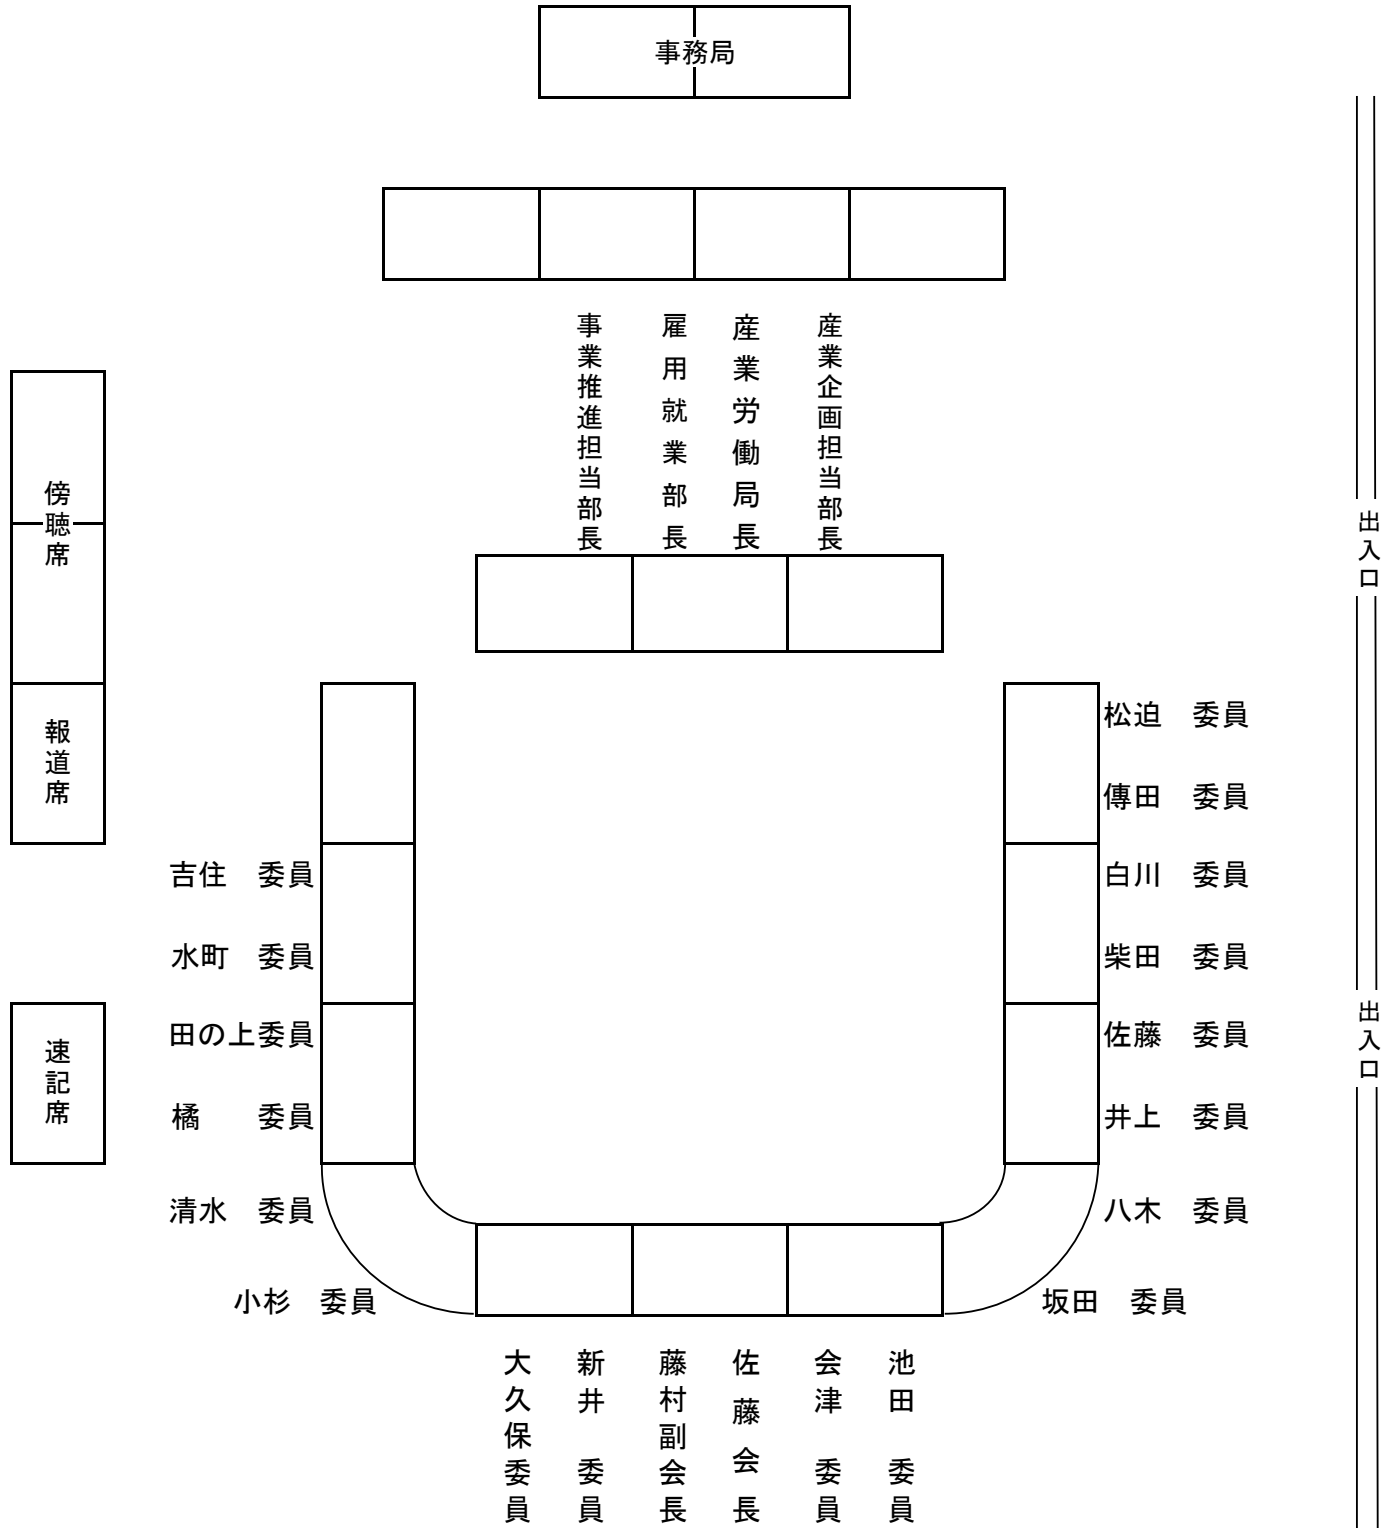 事務局
事業推進担当部長
雇用就業部長
産業労働局長
産業企画担当部長
傍聴席
報道席
速記席
出入口
出入口
吉住　委員
水町　委員
田の上委員
橘　　委員
清水　委員
小杉　委員
松迫　委員
傳田　委員
白川　委員
柴田　委員
佐藤　委員
井上　委員
八木　委員
坂田　委員
大久保委員
新井　委員
藤村副会長
佐藤会長
会津　委員
池田　委員